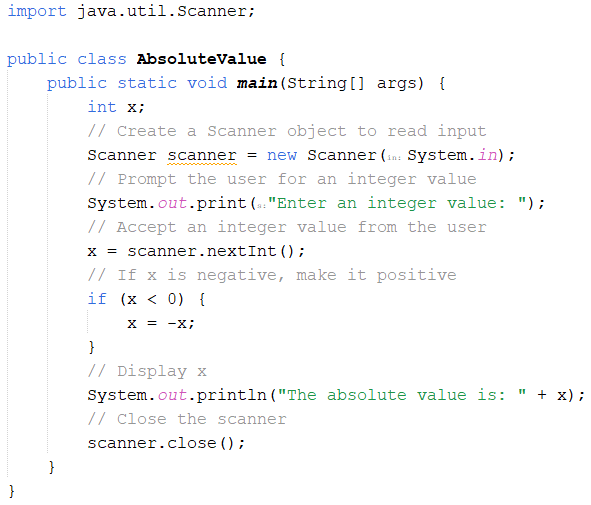 import java.util.Scanner;
public class AbsoluteValue {
public static void main(String[] args) {
int x;
// Create a Scanner object to read input
Scanner scanner = new Scanner(in: System.in);
// Prompt the user for an integer value
System.out.print(s: "Enter an integer value: ");
// Accept an integer value from the user
x = scanner.nextInt();
// If x is negative, make it positive
if (x < 0) {
x = -x;
}
// Display x
System.out.println("The absolute value is: " + x);
// Close the scanner
scanner.close();
}
}